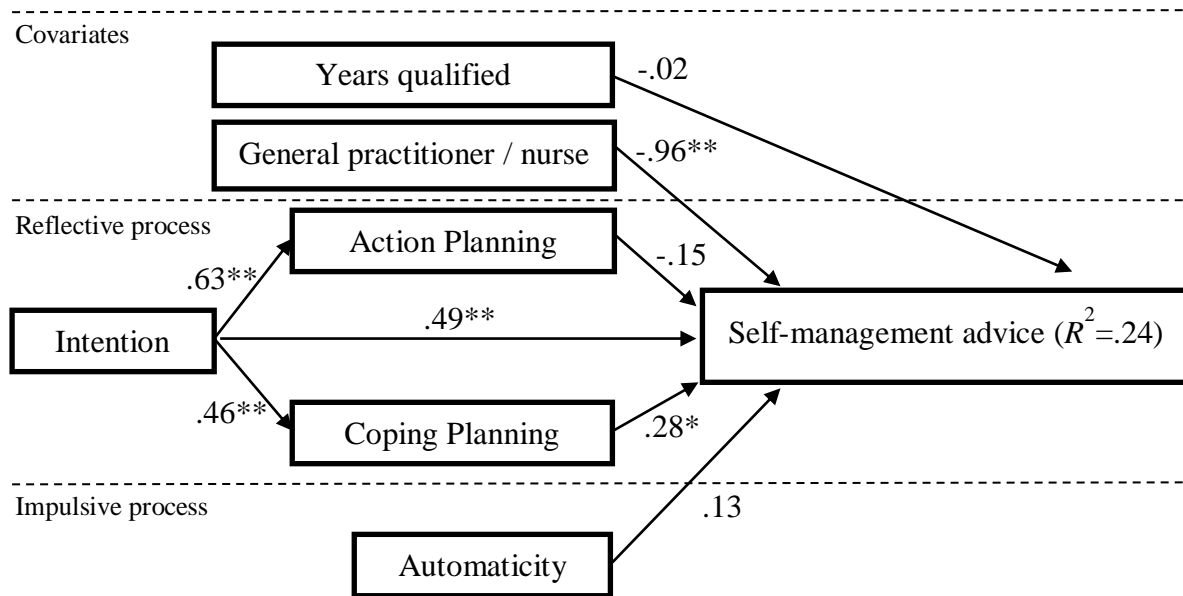 Covariates
Years qualified
-.02
General practitioner / nurse
-.96**
Reflective process
Action Planning
-.15
.63**
Intention
.49**
Self-management advice (R²=.24)
.46**
Coping Planning
.28*
Impulsive process
.13
Automaticity